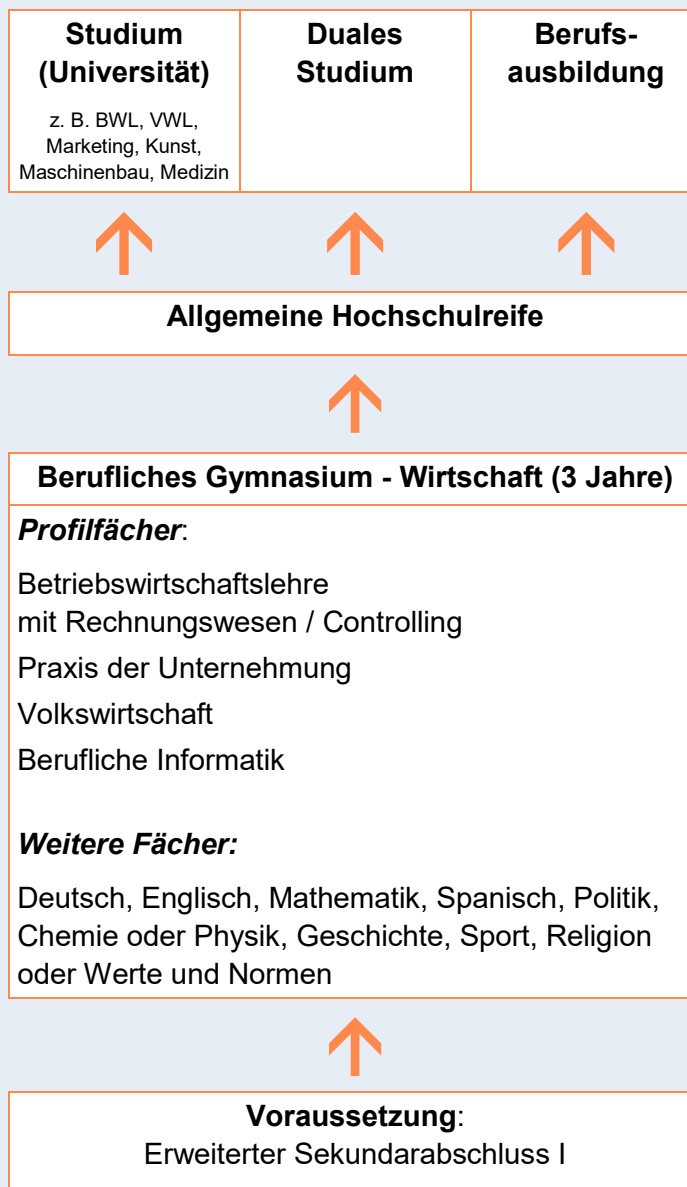 Studium
(Universität)
z. B. BWL, VWL,
Marketing, Kunst,
Maschinenbau, Medizin
Duales
Studium
Berufs-
ausbildung
Allgemeine Hochschulreife
Berufliches Gymnasium - Wirtschaft (3 Jahre)
Profilfächer:
Betriebswirtschaftslehre
mit Rechnungswesen / Controlling
Praxis der Unternehmung
Volkswirtschaft
Berufliche Informatik
Weitere Fächer:
Deutsch, Englisch, Mathematik, Spanisch, Politik,
Chemie oder Physik, Geschichte, Sport, Religion
oder Werte und Normen
Voraussetzung:
Erweiterter Sekundarabschluss I